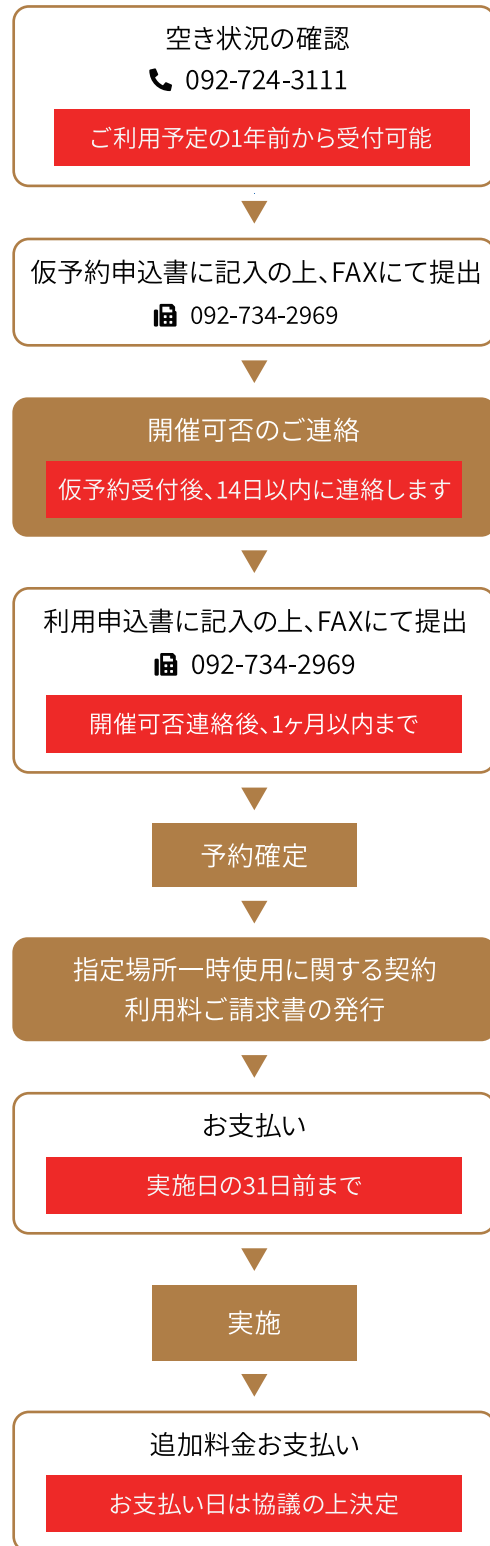 空き状況の確認
092-724-3111
ご利用予定の1年前から受付可能
仮予約申込書に記入の上、FAXにて提出
092-734-2969
開催可否のご連絡
仮予約受付後、14日以内に連絡します
利用申込書に記入の上、FAXにて提出
092-734-2969
開催可否連絡後、1ヶ月以内まで
予約確定
指定場所一時使用に関する契約
利用料ご請求書の発行
お支払い
実施日の31日前まで
実施
追加料金お支払い
お支払い日は協議の上決定